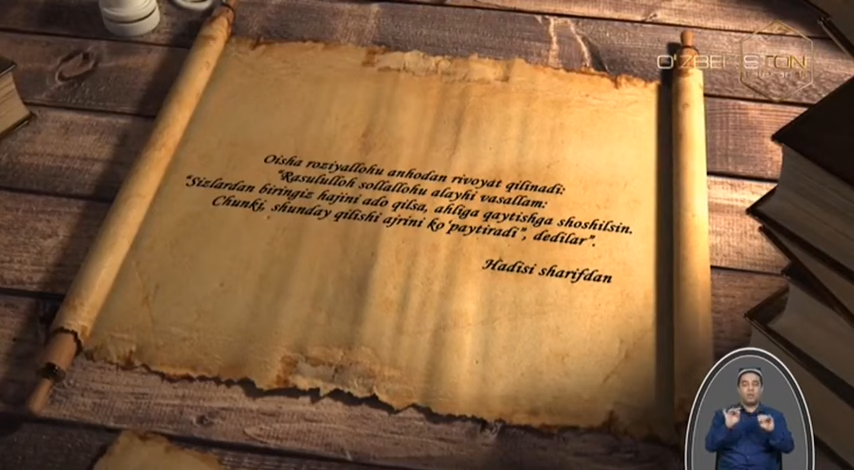 O'ZBEKISTON
Oisha roziyallohu anhodan rivoyat qilinadi:
"Rasululloh sollallohu alayhi vasallam:
"Sizlardan biringiz hajini ado qilsa, ahliga qaytishga shoshilsin.
Chunki, shunday qilishi ajrini ko'paytiradi", dedilar".
Hadisi sharifdan